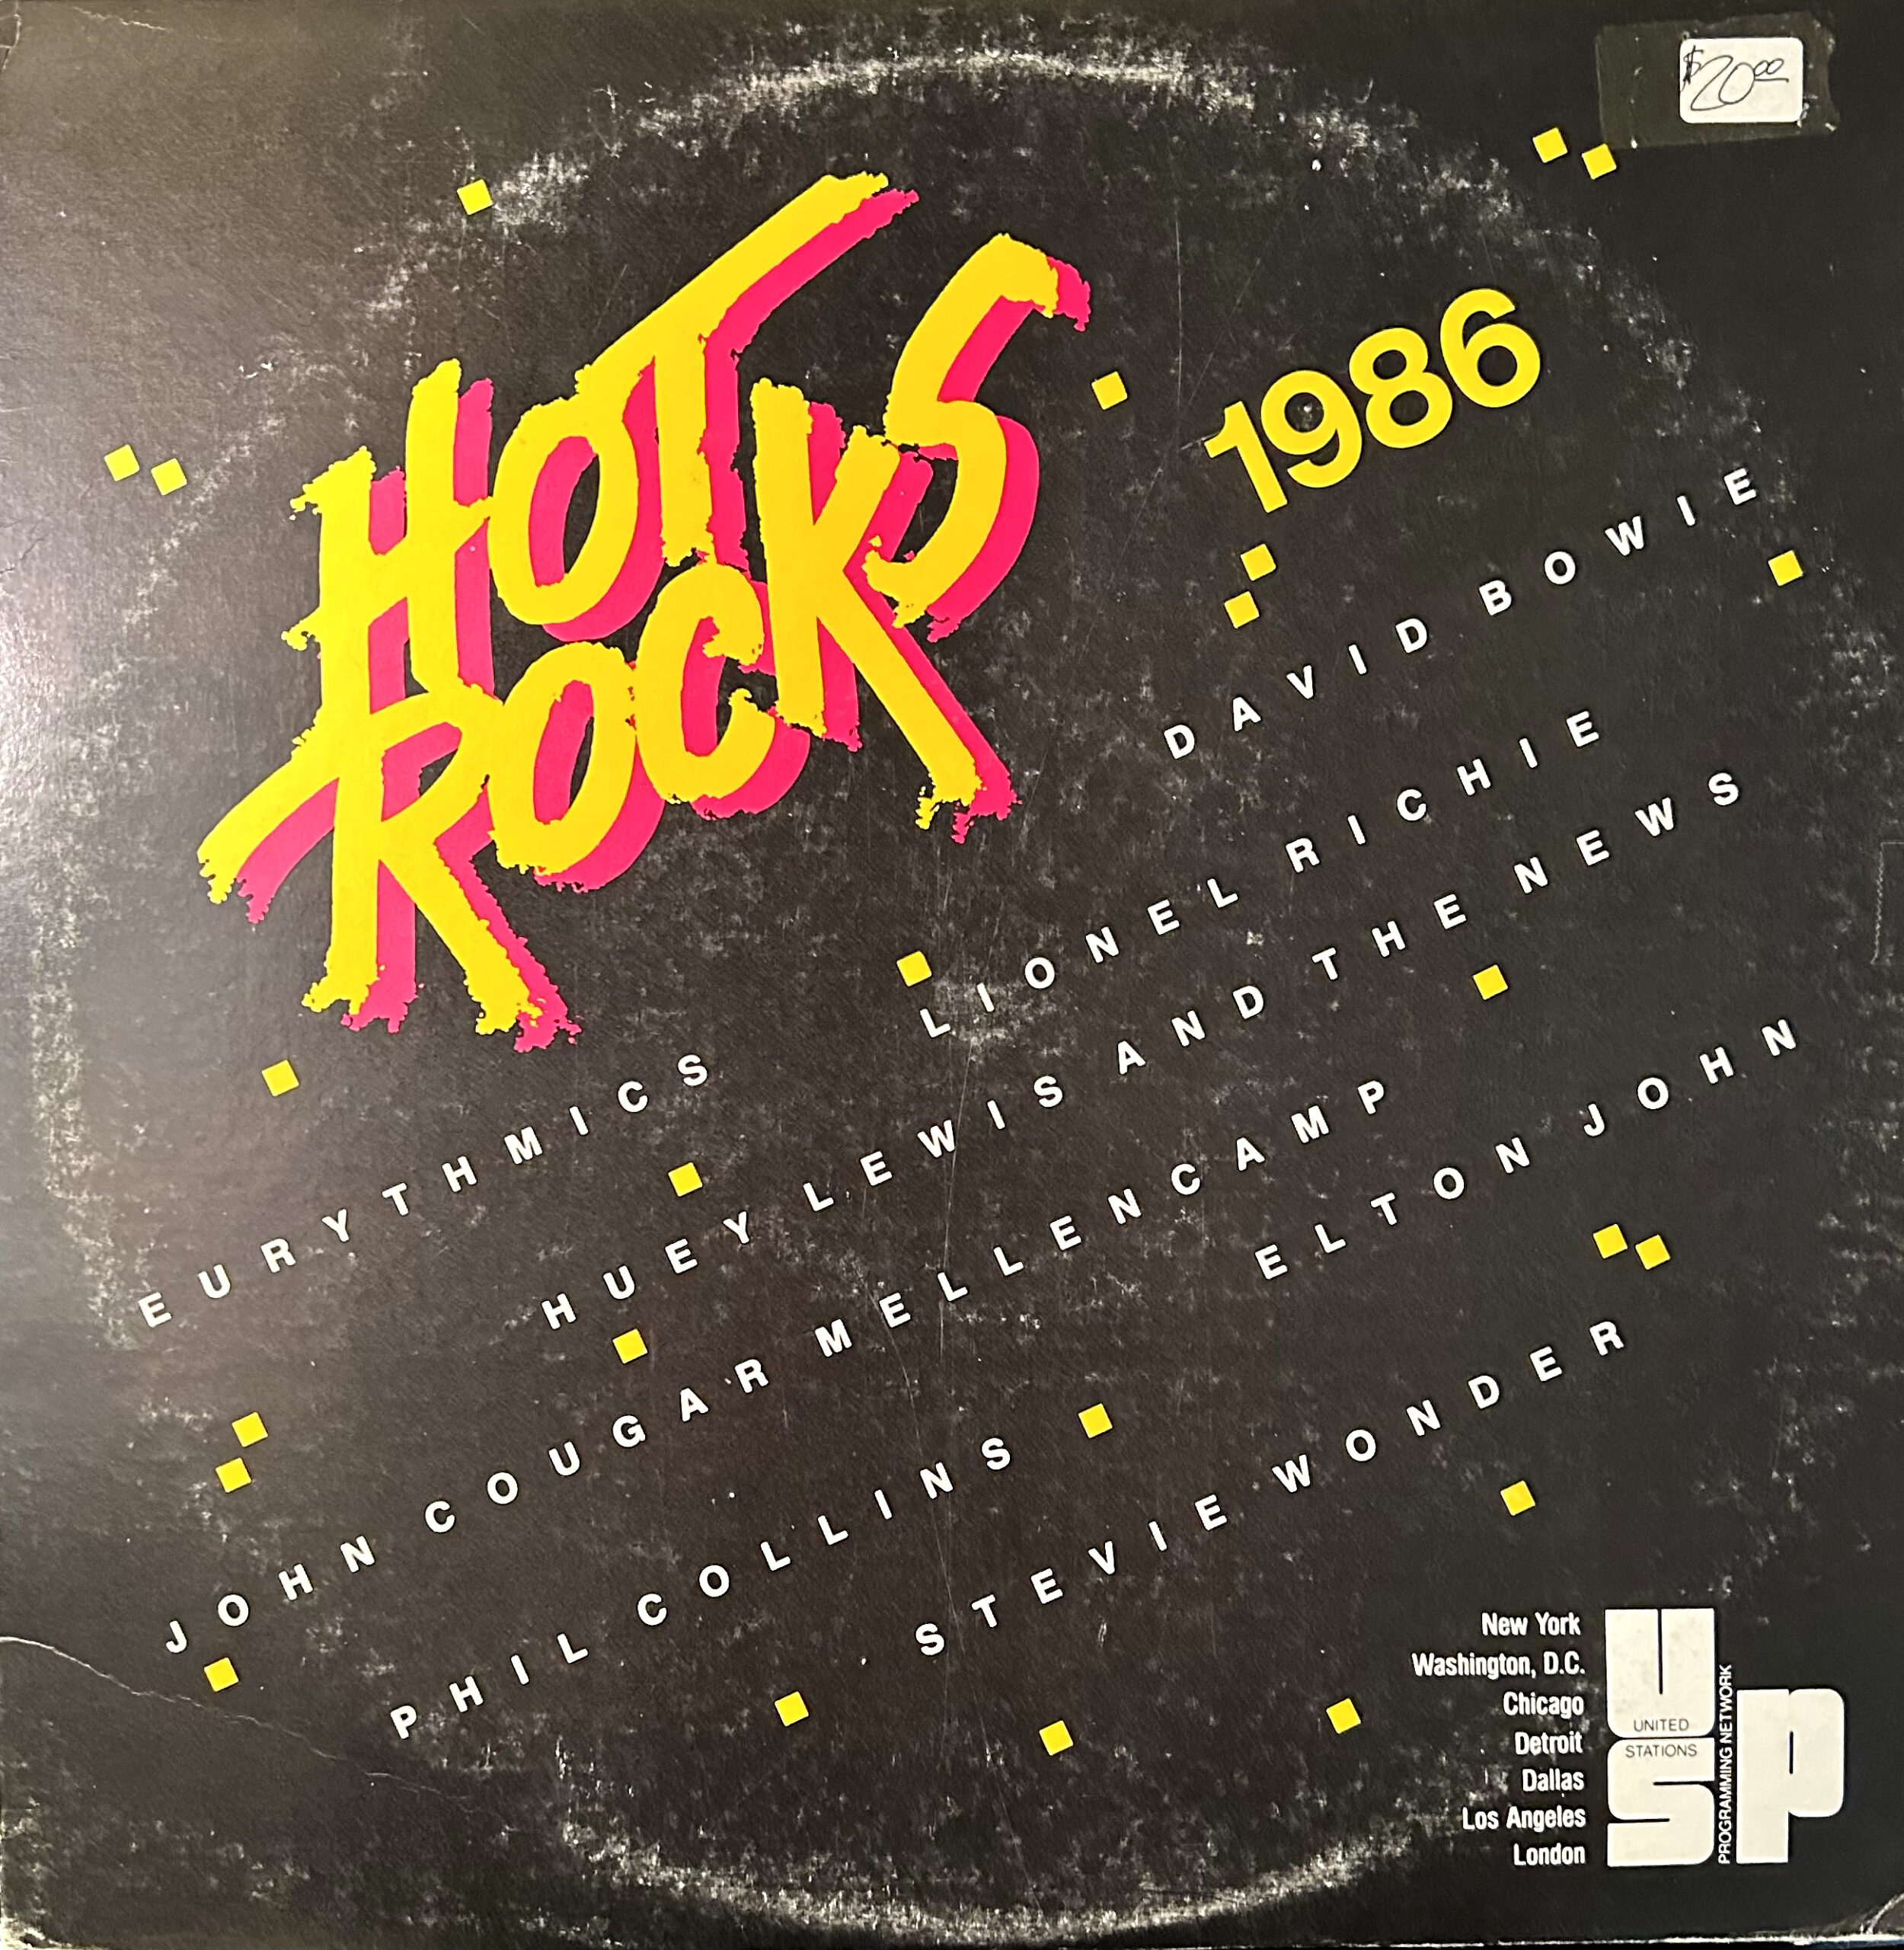 $20.00
HOT
ROCKS
1986
DAVID BOWIE
LIONEL RICHIE
EURYTHMICS
HUEY LEWIS AND THE NEWS
JOHN COUGAR MELLENCAMP
ELTON JOHN
PHIL COLLINS
STEVIE WONDER
New York
Washington, D.C.
Chicago
Detroit
Dallas
Los Angeles
London
U
UNITED
STATIONS
S
PROGRAMMING NETWORK
P